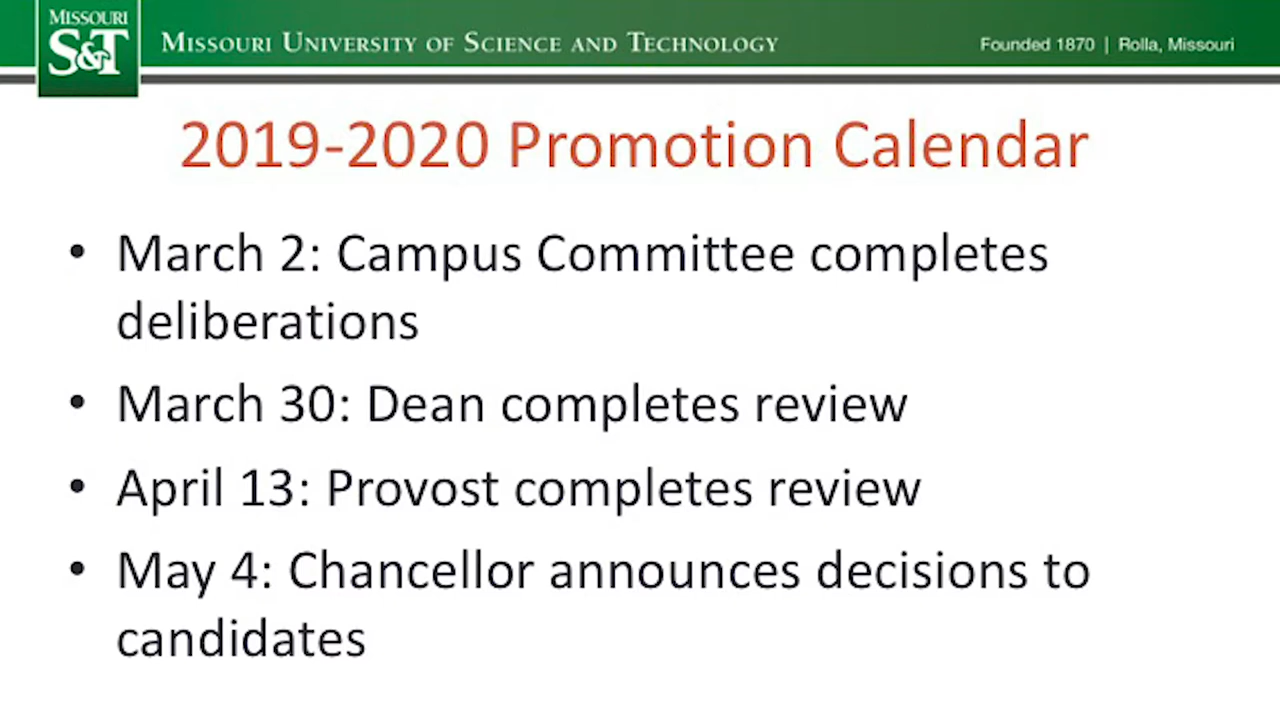 MISSOURI
S&T
MISSOURI UNIVERSITY OF SCIENCE AND TECHNOLOGY
Founded 1870 | Rolla, Missouri
2019-2020 Promotion Calendar
• March 2: Campus Committee completes
deliberations
• March 30: Dean completes review
• April 13: Provost completes review
• May 4: Chancellor announces decisions to
candidates